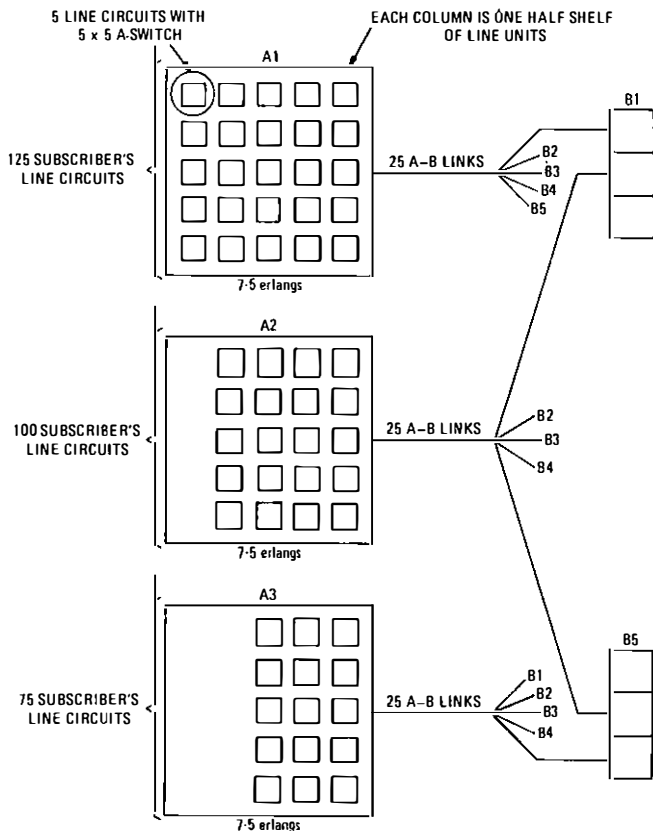 5 LINE CIRCUITS WITH
5 x 5 A-SWITCH
EACH COLUMN IS ONE HALF SHELF
OF LINE UNITS
A1
125 SUBSCRIBER'S
LINE CIRCUITS
25 A-B LINKS
B2
B3
B4
B5
B1
7·5 erlangs
A2
100 SUBSCRIBER'S
LINE CIRCUITS
25 A-B LINKS
B2
B3
B4
7·5 erlangs
A3
75 SUBSCRIBER'S
LINE CIRCUITS
25 A-B LINKS
B1
B2
B3
B4
B5
7·5 erlangs